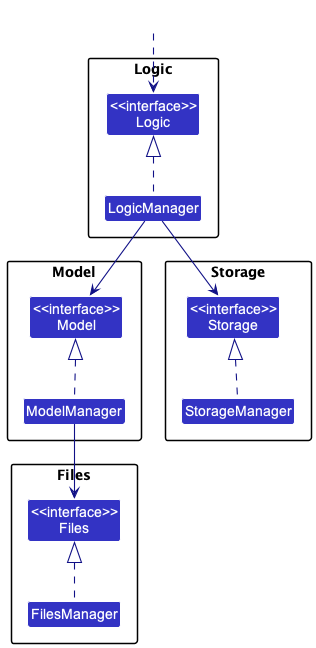 Logic
<<interface>>
Logic
LogicManager
Model
<<interface>>
Model
ModelManager
Storage
<<interface>>
Storage
StorageManager
Files
<<interface>>
Files
FilesManager